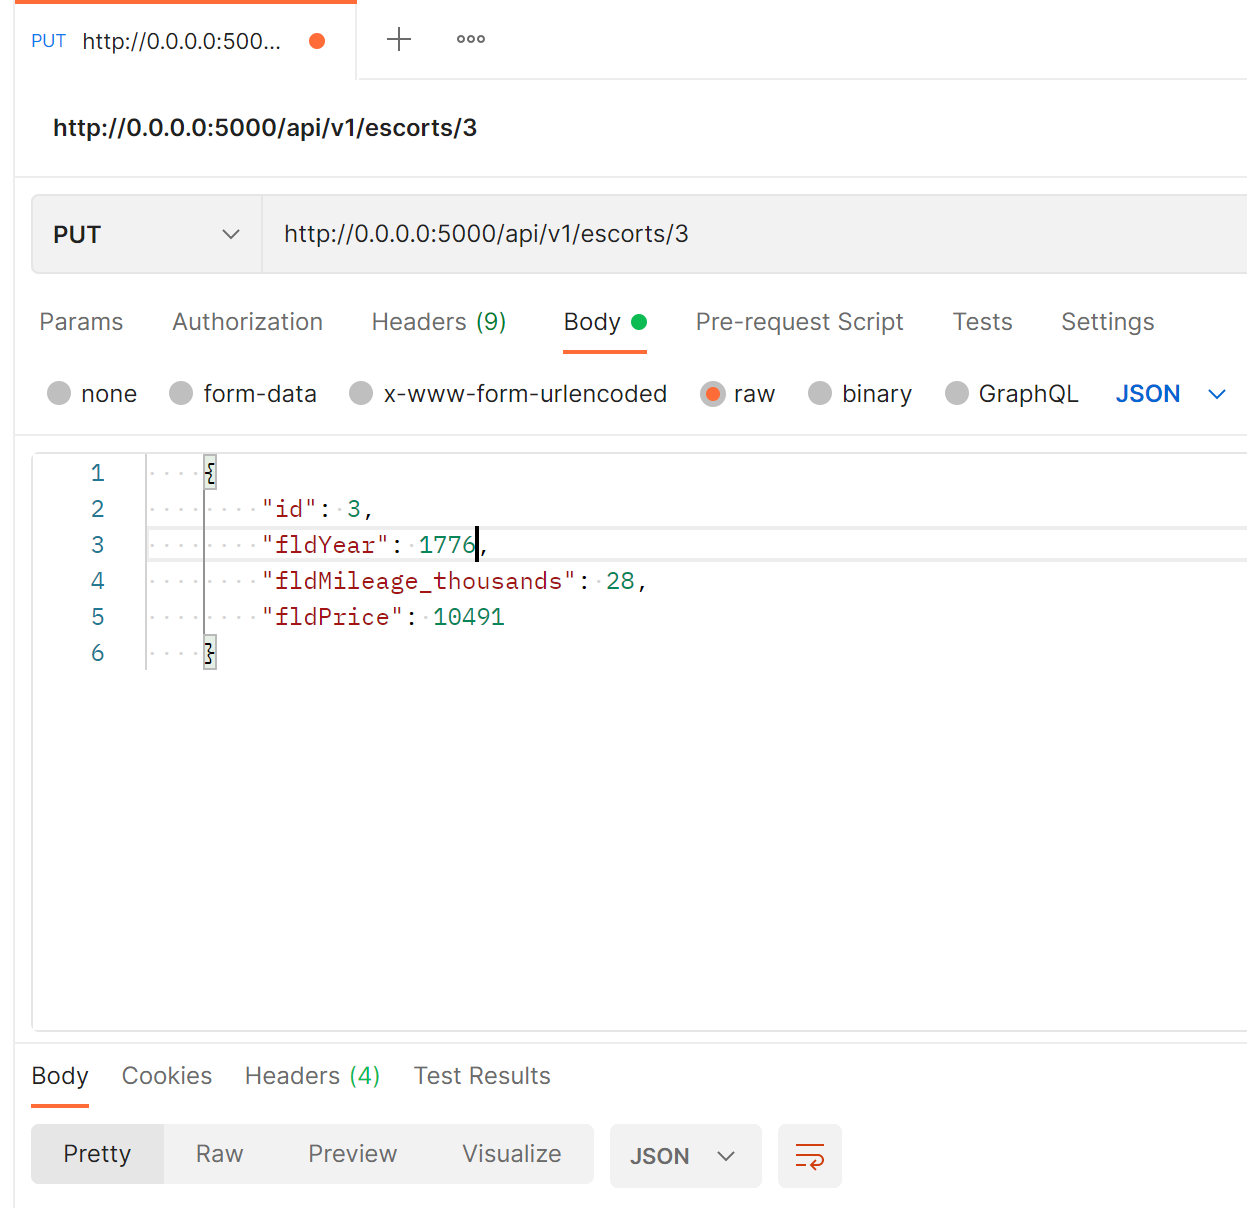 PUT http://0.0.0.0:500...
http://0.0.0.0:5000/api/v1/escorts/3
PUT http://0.0.0.0:5000/api/v1/escorts/3
Params Authorization Headers (9) Body Pre-request Script Tests Settings
none form-data x-www-form-urlencoded raw binary GraphQL JSON
1 {
2 "id": 3,
3 "fldYear": 1776,
4 "fldMileage_thousands": 28,
5 "fldPrice": 10491
6 }
Body Cookies Headers (4) Test Results
Pretty Raw Preview Visualize JSON